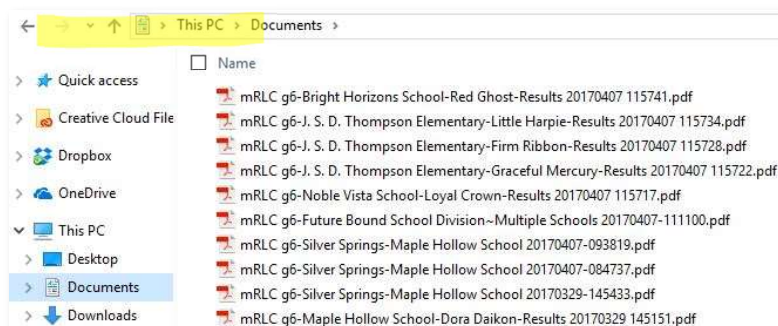 This PC > Documents >
Name
> Quick access
> Creative Cloud File
> Dropbox
> OneDrive
This PC
> Desktop
> Documents
> Downloads
mRLC g6-Bright Horizons School-Red Ghost-Results 20170407 115741.pdf
mRLC g6-J. S. D. Thompson Elementary-Little Harpie-Results 20170407 115734.pdf
mRLC g6-J. S. D. Thompson Elementary-Firm Ribbon-Results 20170407 115728.pdf
mRLC g6-J. S. D. Thompson Elementary-Graceful Mercury-Results 20170407 115722.pdf
mRLC g6-Noble Vista School-Loyal Crown-Results 20170407 115717.pdf
mRLC g6-Future Bound School Division~Multiple Schools 20170407-111100.pdf
mRLC g6-Silver Springs-Maple Hollow School 20170407-093819.pdf
mRLC g6-Silver Springs-Maple Hollow School 20170407-084737.pdf
mRLC g6-Silver Springs-Maple Hollow School 20170329-145433.pdf
mRLC g6-Maple Hollow School-Dora Daikon-Results 20170329 145151.pdf